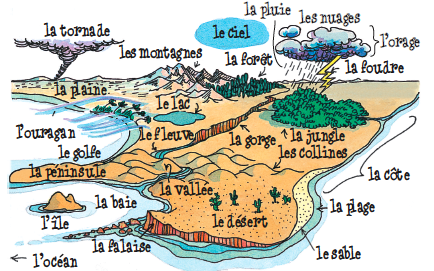 la pluie
les nuages
la tornade
le ciel
l'orage
les montagnes
la forêt
la foudre
la plaine
le lac
l'ouragan
le fleuve
la gorge
la jungle
le golfe
les collines
la péninsule
la vallée
la côte
la baie
l'île
le désert
la plage
la falaise
le sable
← l'océan